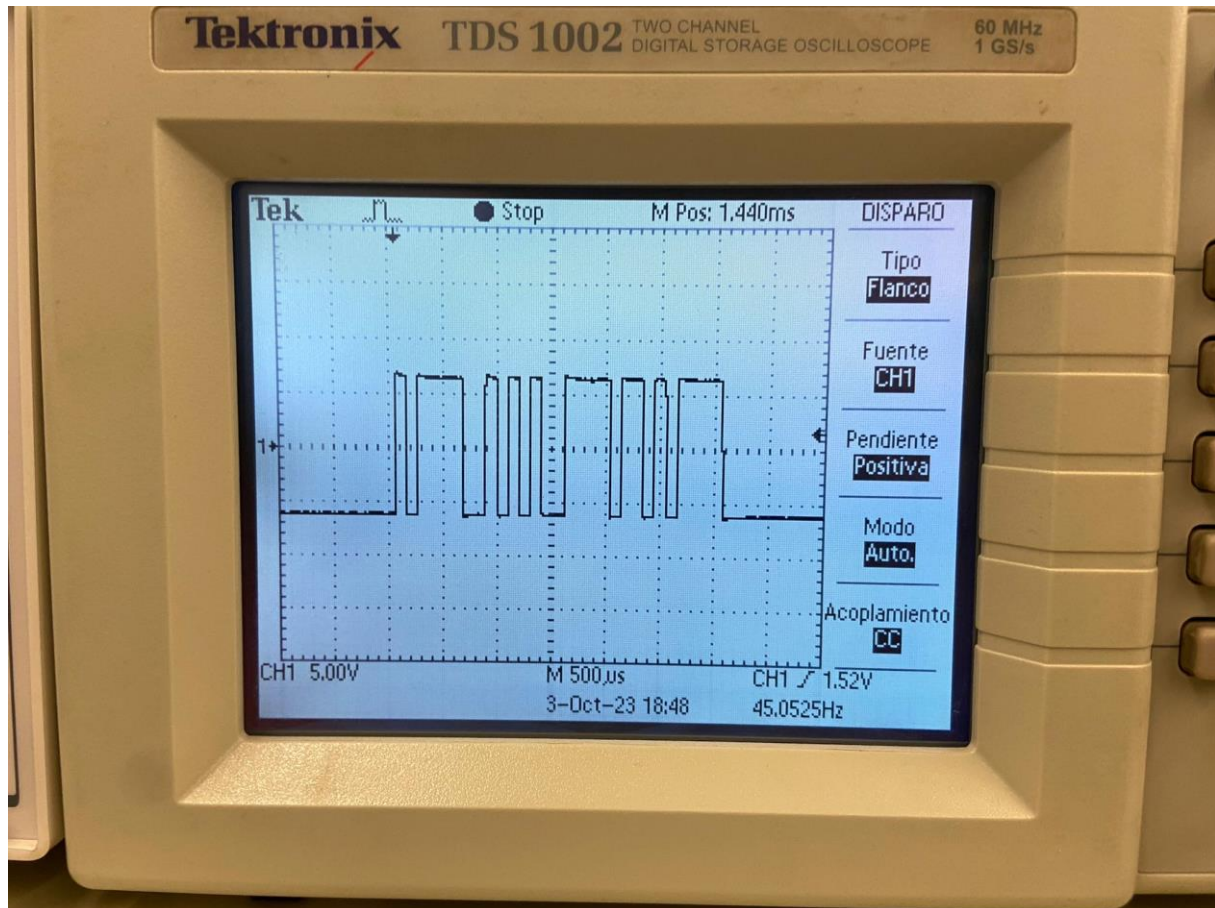 Tektronix TDS 1002 TWO CHANNEL 60 MHz
DIGITAL STORAGE OSCILLOSCOPE 1 GS/s
Tek Stop M Pos: 1.440ms DISPARO
Tipo
Flanco
Fuente
CH1
Pendiente
Positiva
1
Modo
Auto.
Acoplamiento
CC
CH1 5.00V M 500µs CH1 1.52V
3-Oct-23 18:48 45.0525Hz